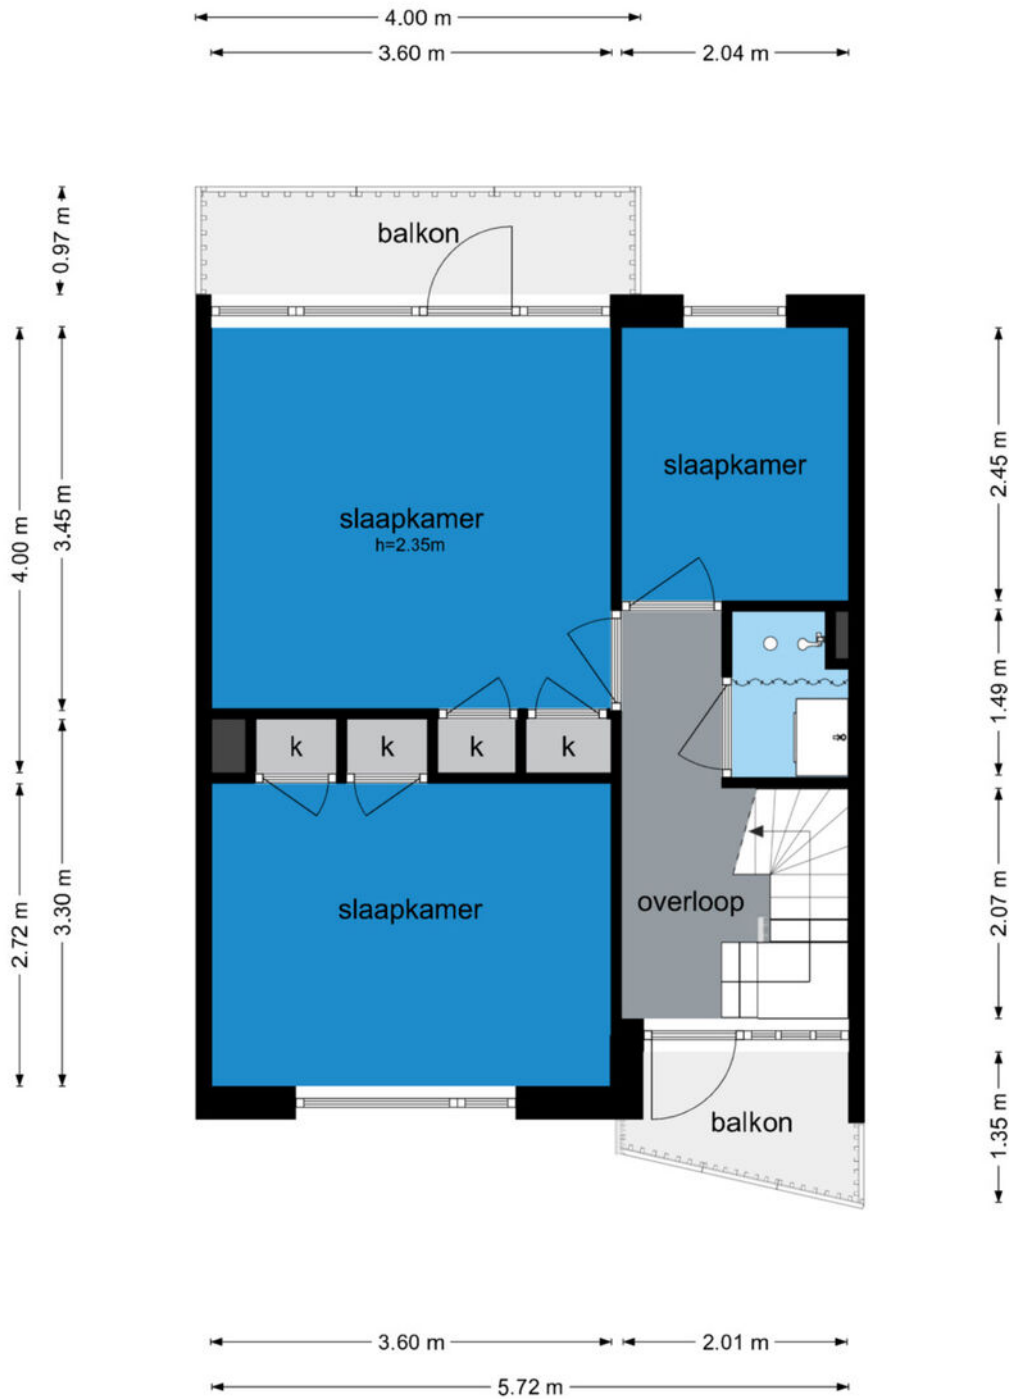 4.00 m
3.60 m
2.04 m
0.97 m
balkon
4.00 m
3.45 m
slaapkamer
h=2.35m
slaapkamer
2.45 m
1.49 m
k
k
k
k
2.72 m
3.30 m
slaapkamer
overloop
2.07 m
balkon
1.35 m
3.60 m
2.01 m
5.72 m